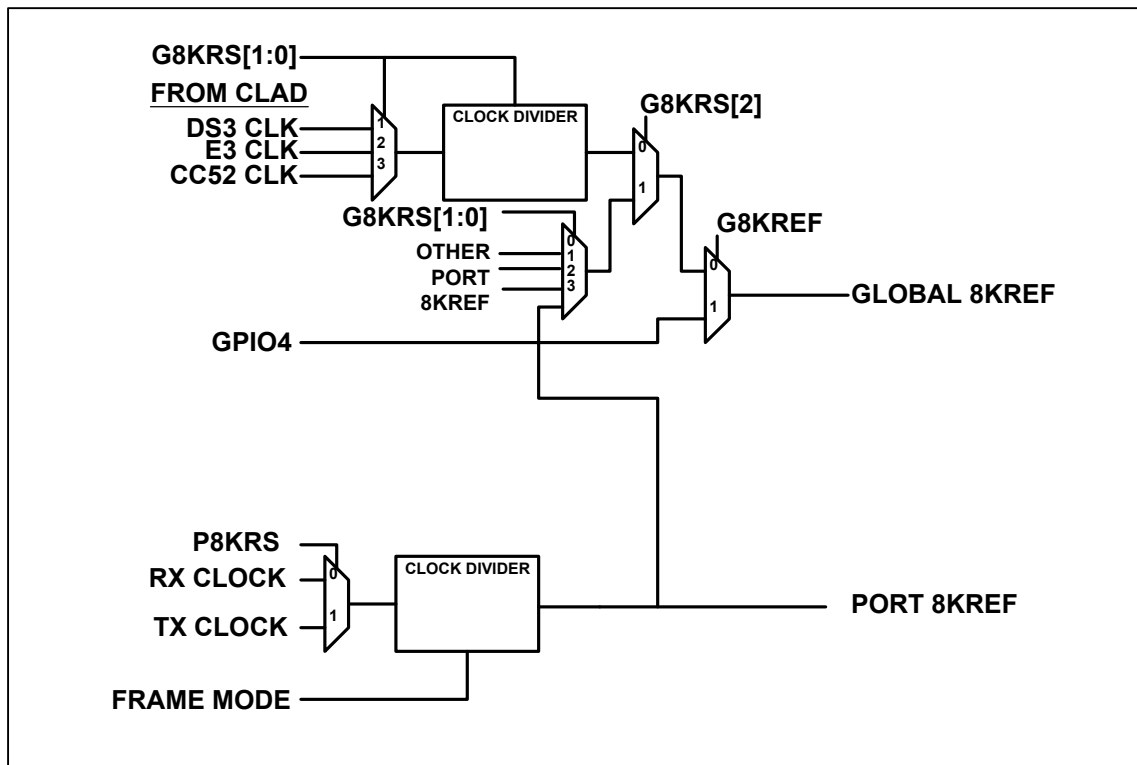 G8KRS[1:0]
FROM CLAD
DS3 CLK
E3 CLK
CC52 CLK
1
2
3
CLOCK DIVIDER
G8KRS[2]
0
1
G8KRS[1:0]
OTHER
PORT
8KREF
0
1
2
3
G8KREF
0
1
GLOBAL 8KREF
GPIO4
P8KRS
RX CLOCK
TX CLOCK
0
1
CLOCK DIVIDER
PORT 8KREF
FRAME MODE